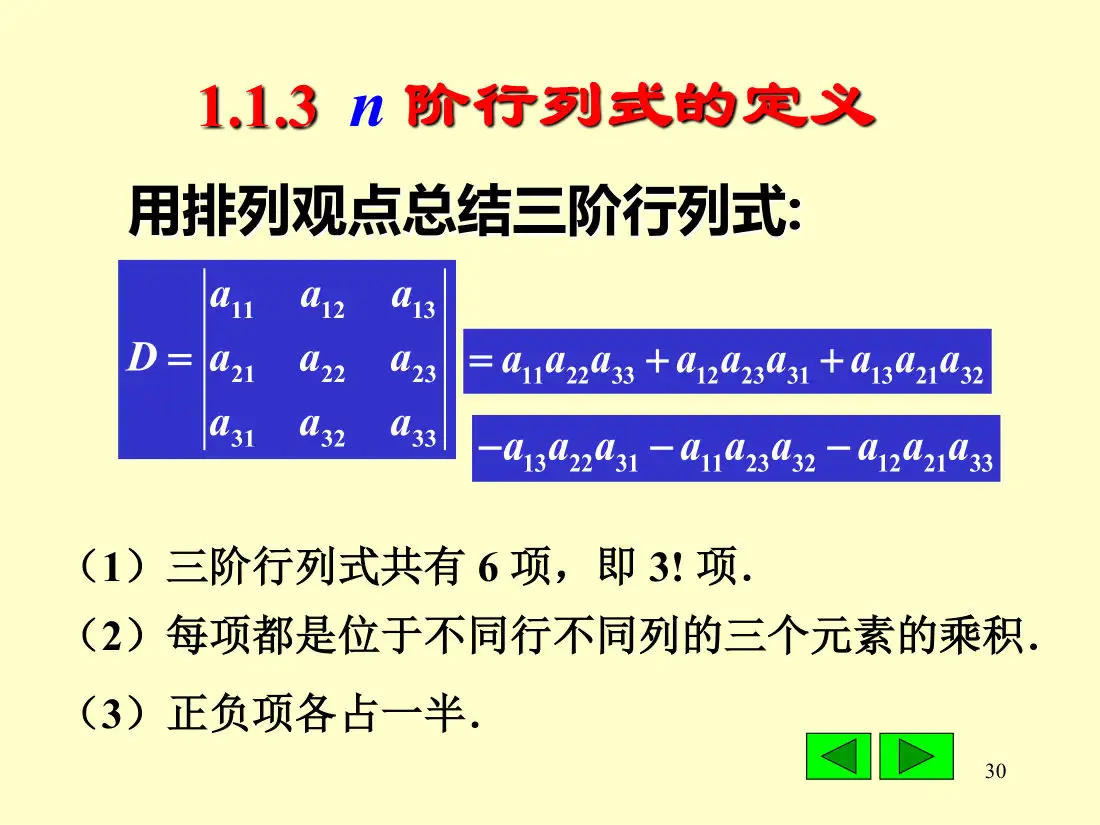 1.1.3 n 阶行列式的定义
用排列观点总结三阶行列式:
a11 a12 a13
D = a21 a22 a23
a31 a32 a33
= a11a22a33 + a12a23a31 + a13a21a32
−a13a22a31 − a11a23a32 − a12a21a33
（1）三阶行列式共有 6 项，即 3! 项．
（2）每项都是位于不同行不同列的三个元素的乘积．
（3）正负项各占一半．
30